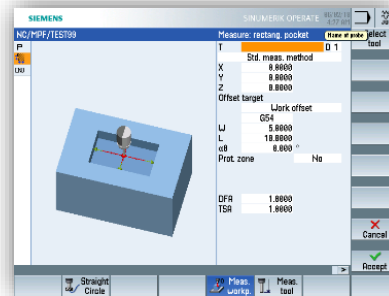 SIEMENS
SINUMERIK OPERATE
NC/MPF/TEST99
Measure: rectang. pocket
Name of probe
Select tool
T D 1
Std. meas. method
X 0.0000
Y 0.0000
Z 0.0000
Offset target
Work offset
G54
W 5.0000
L 10.0000
α0 0.000 °
Prot. zone No
DFA 1.0000
TSA 1.0000
Cancel
Accept
>
Straight Circle
Meas. workp.
Meas. tool